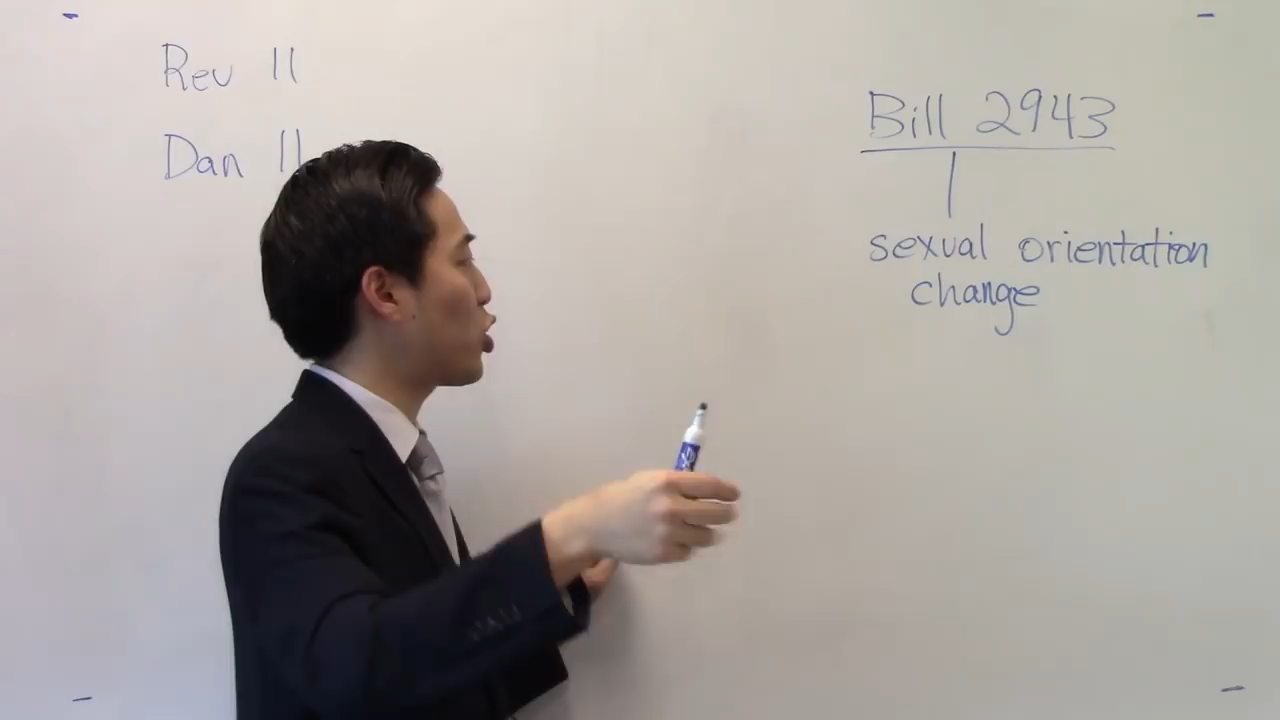 Rev 11
Dan 11
Bill 2943
sexual orientation
change